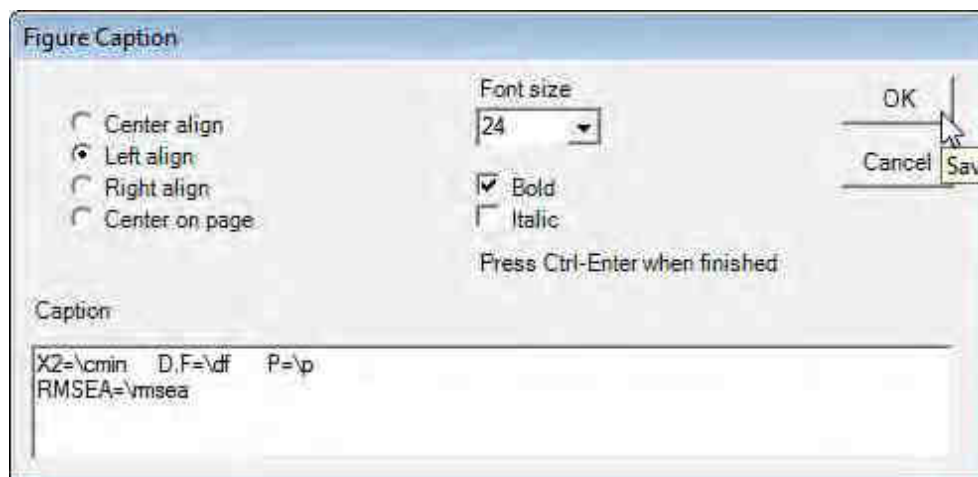 Figure Caption
Center align
Left align
Right align
Center on page
Font size
24
Bold
Italic
Press Ctrl-Enter when finished
OK
Cancel
Sav
Caption
X2=\cmin D.F=\df P=\p
RMSEA=\rmsea